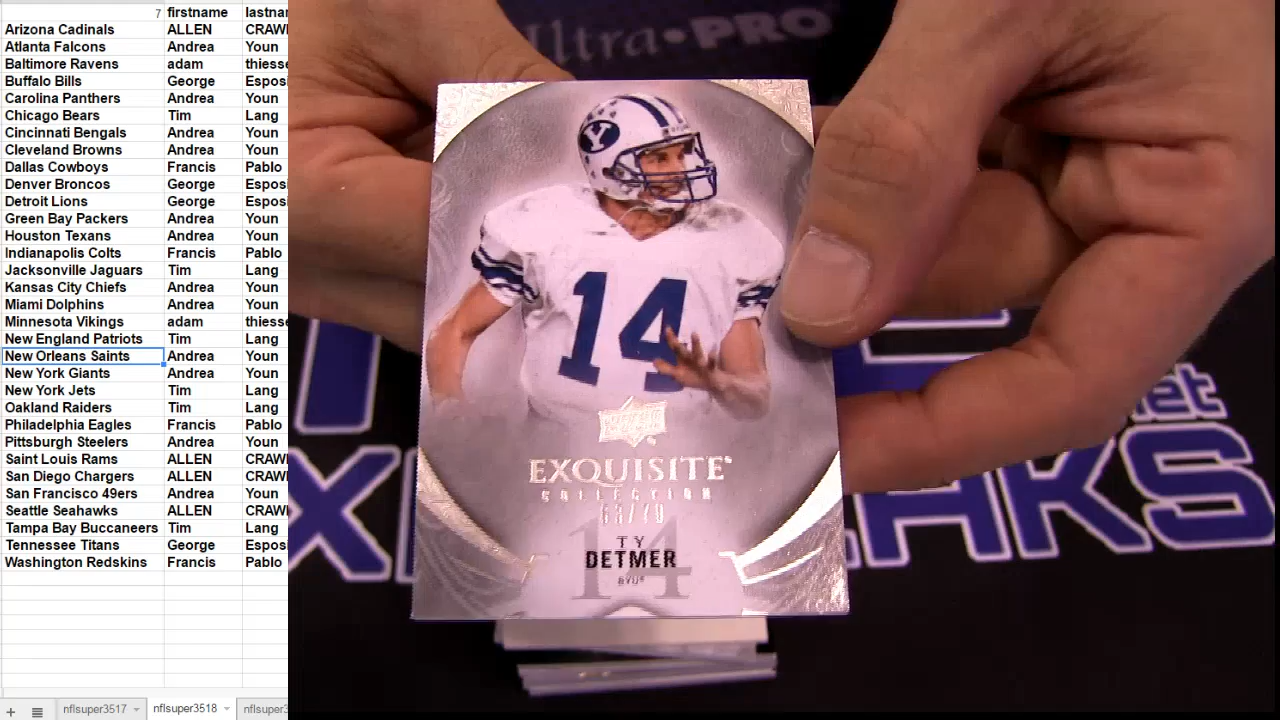 7 firstname lastnam
Arizona Cadinals ALLEN CRAWI
Atlanta Falcons Andrea Youn
Baltimore Ravens adam thiesse
Buffalo Bills George Esposi
Carolina Panthers Andrea Youn
Chicago Bears Tim Lang
Cincinnati Bengals Andrea Youn
Cleveland Browns Andrea Youn
Dallas Cowboys Francis Pablo
Denver Broncos George Esposi
Detroit Lions George Esposi
Green Bay Packers Andrea Youn
Houston Texans Andrea Youn
Indianapolis Colts Francis Pablo
Jacksonville Jaguars Tim Lang
Kansas City Chiefs Andrea Youn
Miami Dolphins Andrea Youn
Minnesota Vikings adam thiesse
New England Patriots Tim Lang
New Orleans Saints Andrea Youn
New York Giants Andrea Youn
New York Jets Tim Lang
Oakland Raiders Tim Lang
Philadelphia Eagles Francis Pablo
Pittsburgh Steelers Andrea Youn
Saint Louis Rams ALLEN CRAWI
San Diego Chargers ALLEN CRAWI
San Francisco 49ers Andrea Youn
Seattle Seahawks ALLEN CRAWI
Tampa Bay Buccaneers Tim Lang
Tennessee Titans George Esposi
Washington Redskins Francis Pablo
nflsuper3517 nflsuper3518 nflsuper3
Ultra•PRO
Y
14
EXQUISITE
COLLECTION
63/70
14
TY
DETMER
BYU
net